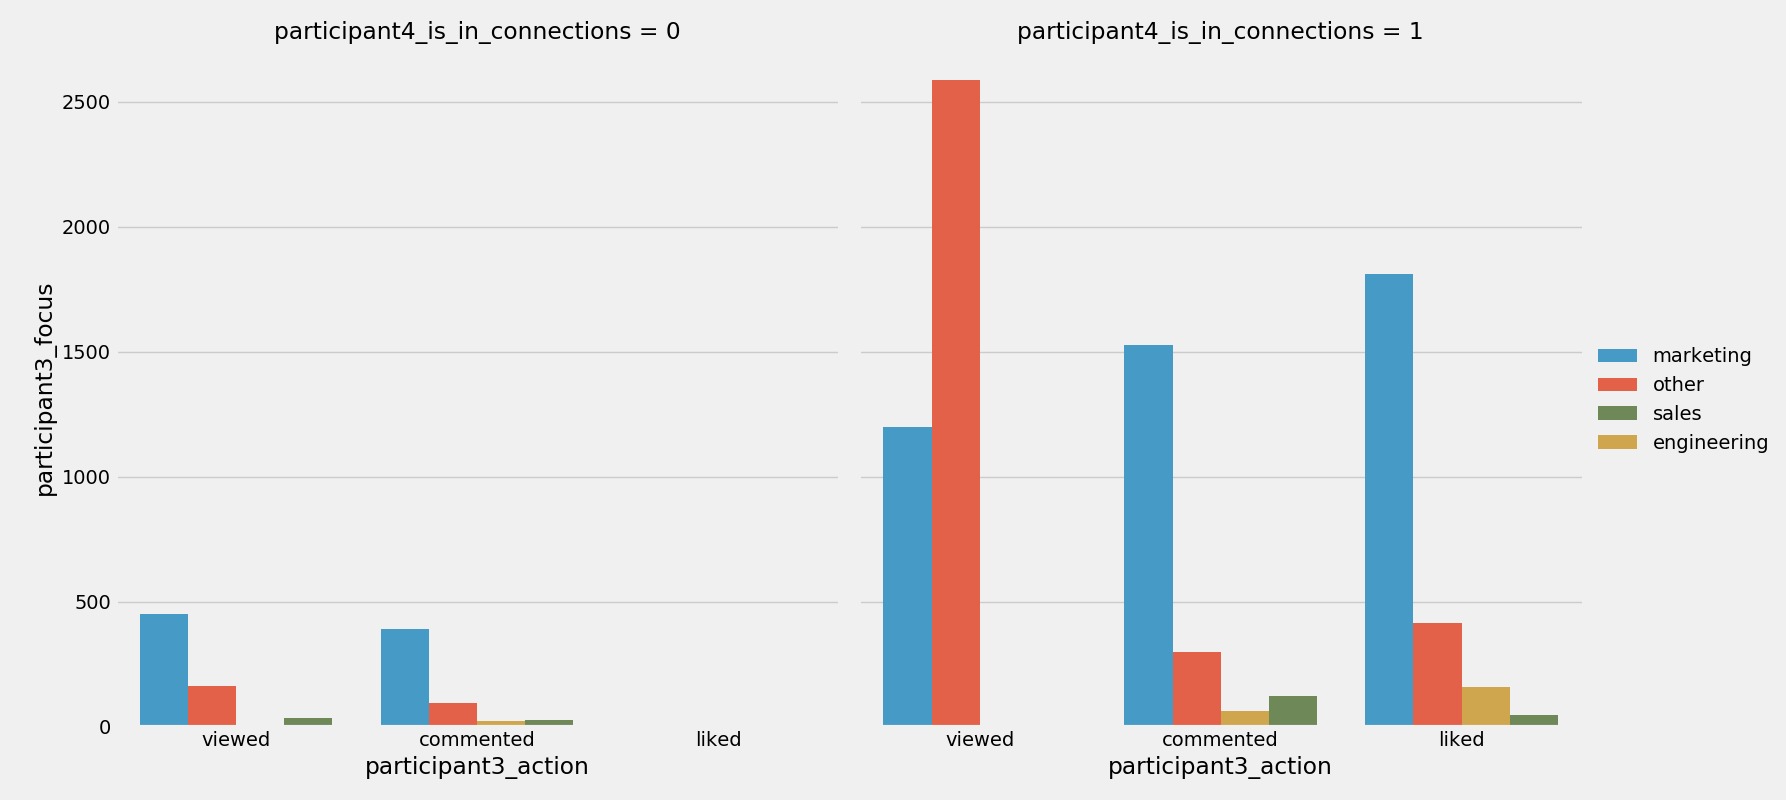 participant4_is_in_connections = 0
participant4_is_in_connections = 1
participant3_focus
2500
2000
1500
1000
500
0
viewed
commented
liked
participant3_action
viewed
commented
liked
participant3_action
marketing
other
sales
engineering